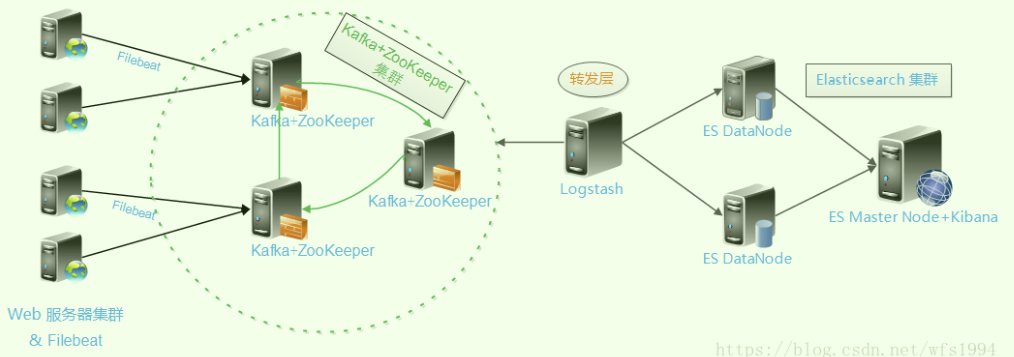 Filebeat
Kafka+ZooKeeper
集群
Kafka+ZooKeeper
转发层
Elasticsearch 集群
ES DataNode
Kafka+ZooKeeper
Logstash
Filebeat
ES Master Node+Kibana
Kafka+ZooKeeper
ES DataNode
Web 服务器集群
& Filebeat
https://blog.csdn.net/wfs1994